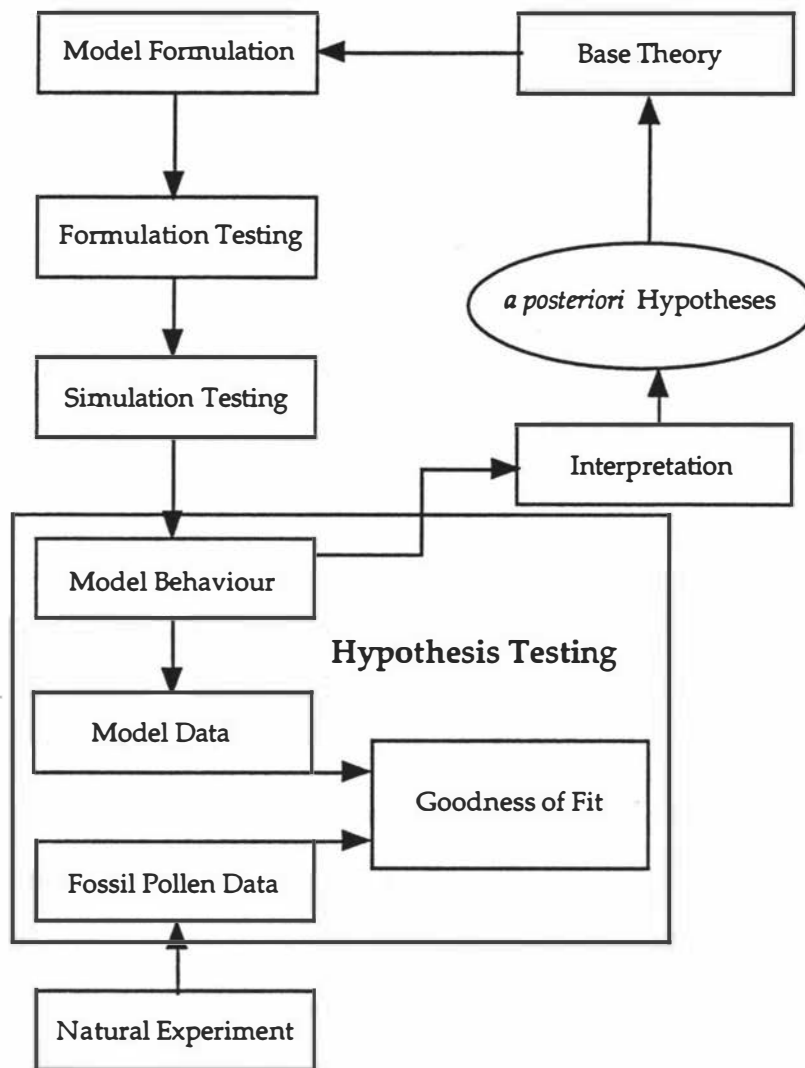 Model Formulation
Base Theory
Formulation Testing
a posteriori Hypotheses
Simulation Testing
Interpretation
Model Behaviour
Hypothesis Testing
Model Data
Goodness of Fit
Fossil Pollen Data
Natural Experiment